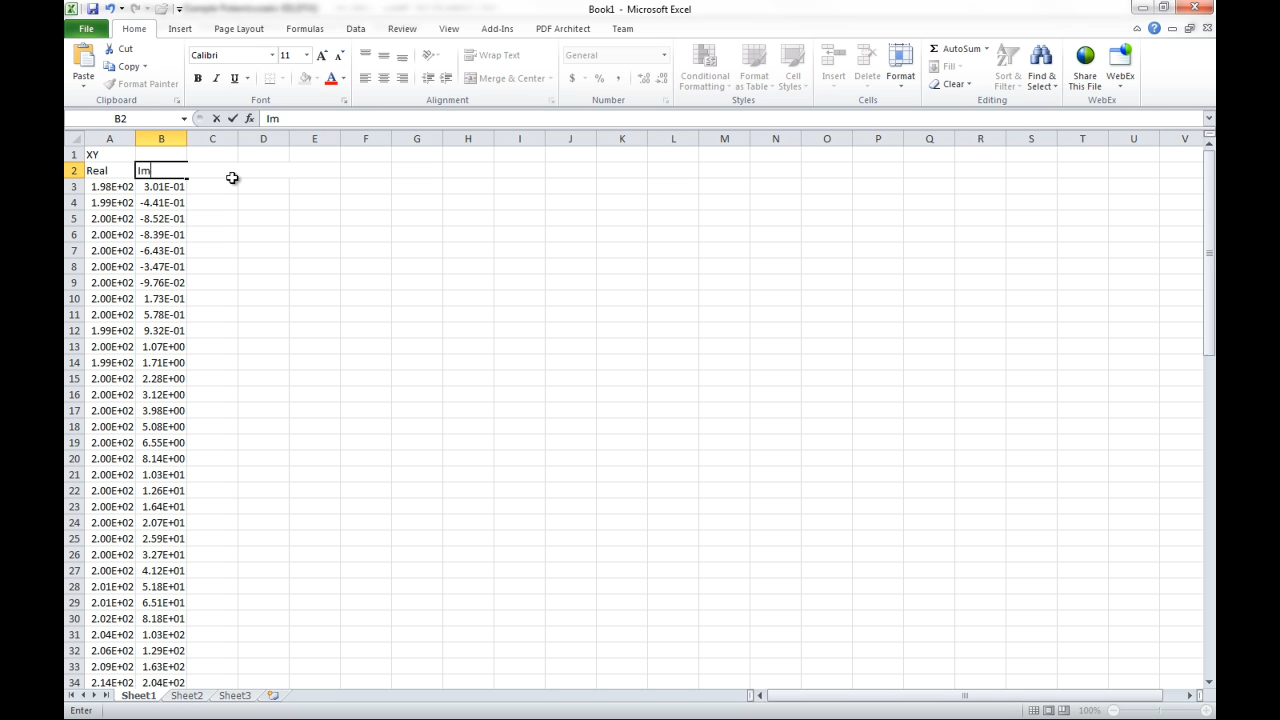 Book1 - Microsoft Excel
File Home Insert Page Layout Formulas Data Review View Add-Ins PDF Architect Team
Cut
Copy
Format Painter
Paste
Clipboard
Calibri 11
B I U
Font
Wrap Text
Merge & Center
Alignment
General
$ % ,
Number
Conditional Formatting
Format as Table
Cell Styles
Styles
Insert Delete Format
Cells
AutoSum
Fill
Clear
Sort & Filter
Find & Select
Editing
Share This File
WebEx
WebEx
B2 fx Im
A B C D E F G H I J K L M N O P Q R S T U V
1 XY
2 Real Im
3 1.98E+02 3.01E-01
4 1.99E+02 -4.41E-01
5 2.00E+02 -8.52E-01
6 2.00E+02 -8.39E-01
7 2.00E+02 -6.43E-01
8 2.00E+02 -3.47E-01
9 2.00E+02 -9.76E-02
10 2.00E+02 1.73E-01
11 2.00E+02 5.78E-01
12 1.99E+02 9.32E-01
13 2.00E+02 1.07E+00
14 1.99E+02 1.71E+00
15 2.00E+02 2.28E+00
16 2.00E+02 3.12E+00
17 2.00E+02 3.98E+00
18 2.00E+02 5.08E+00
19 2.00E+02 6.55E+00
20 2.00E+02 8.14E+00
21 2.00E+02 1.03E+01
22 2.00E+02 1.26E+01
23 2.00E+02 1.64E+01
24 2.00E+02 2.07E+01
25 2.00E+02 2.59E+01
26 2.00E+02 3.27E+01
27 2.00E+02 4.12E+01
28 2.01E+02 5.18E+01
29 2.01E+02 6.51E+01
30 2.02E+02 8.18E+01
31 2.04E+02 1.03E+02
32 2.06E+02 1.29E+02
33 2.09E+02 1.63E+02
34 2.14E+02 2.04E+02
Sheet1 Sheet2 Sheet3
Enter 100%